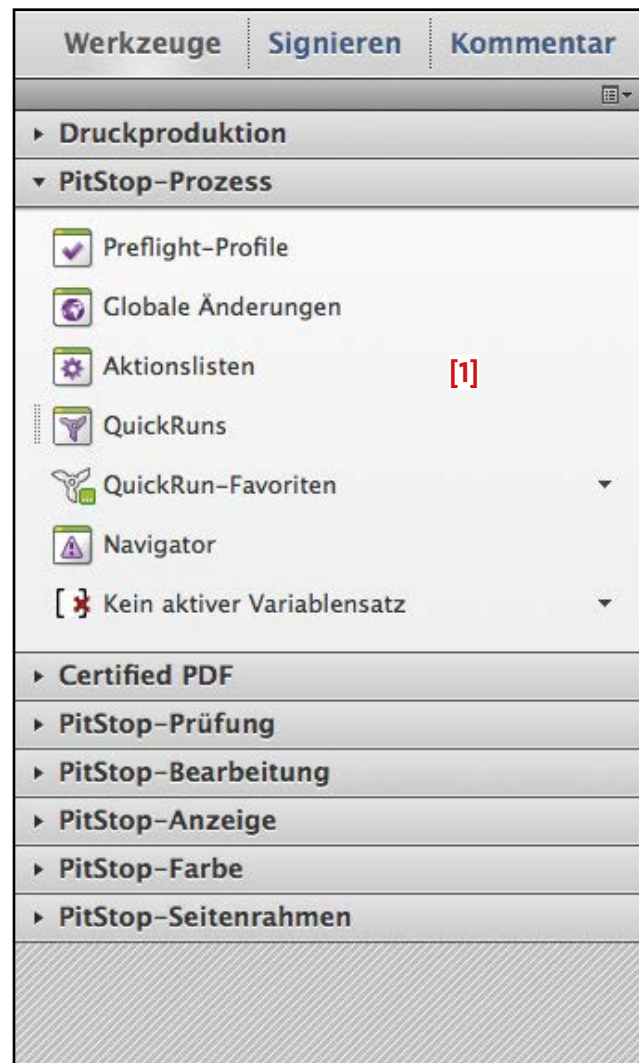 Werkzeuge Signieren Kommentar
Druckproduktion
PitStop-Prozess
Preflight-Profile
Globale Änderungen
Aktionslisten [1]
QuickRuns
QuickRun-Favoriten
Navigator
Kein aktiver Variablensatz
Certified PDF
PitStop-Prüfung
PitStop-Bearbeitung
PitStop-Anzeige
PitStop-Farbe
PitStop-Seitenrahmen